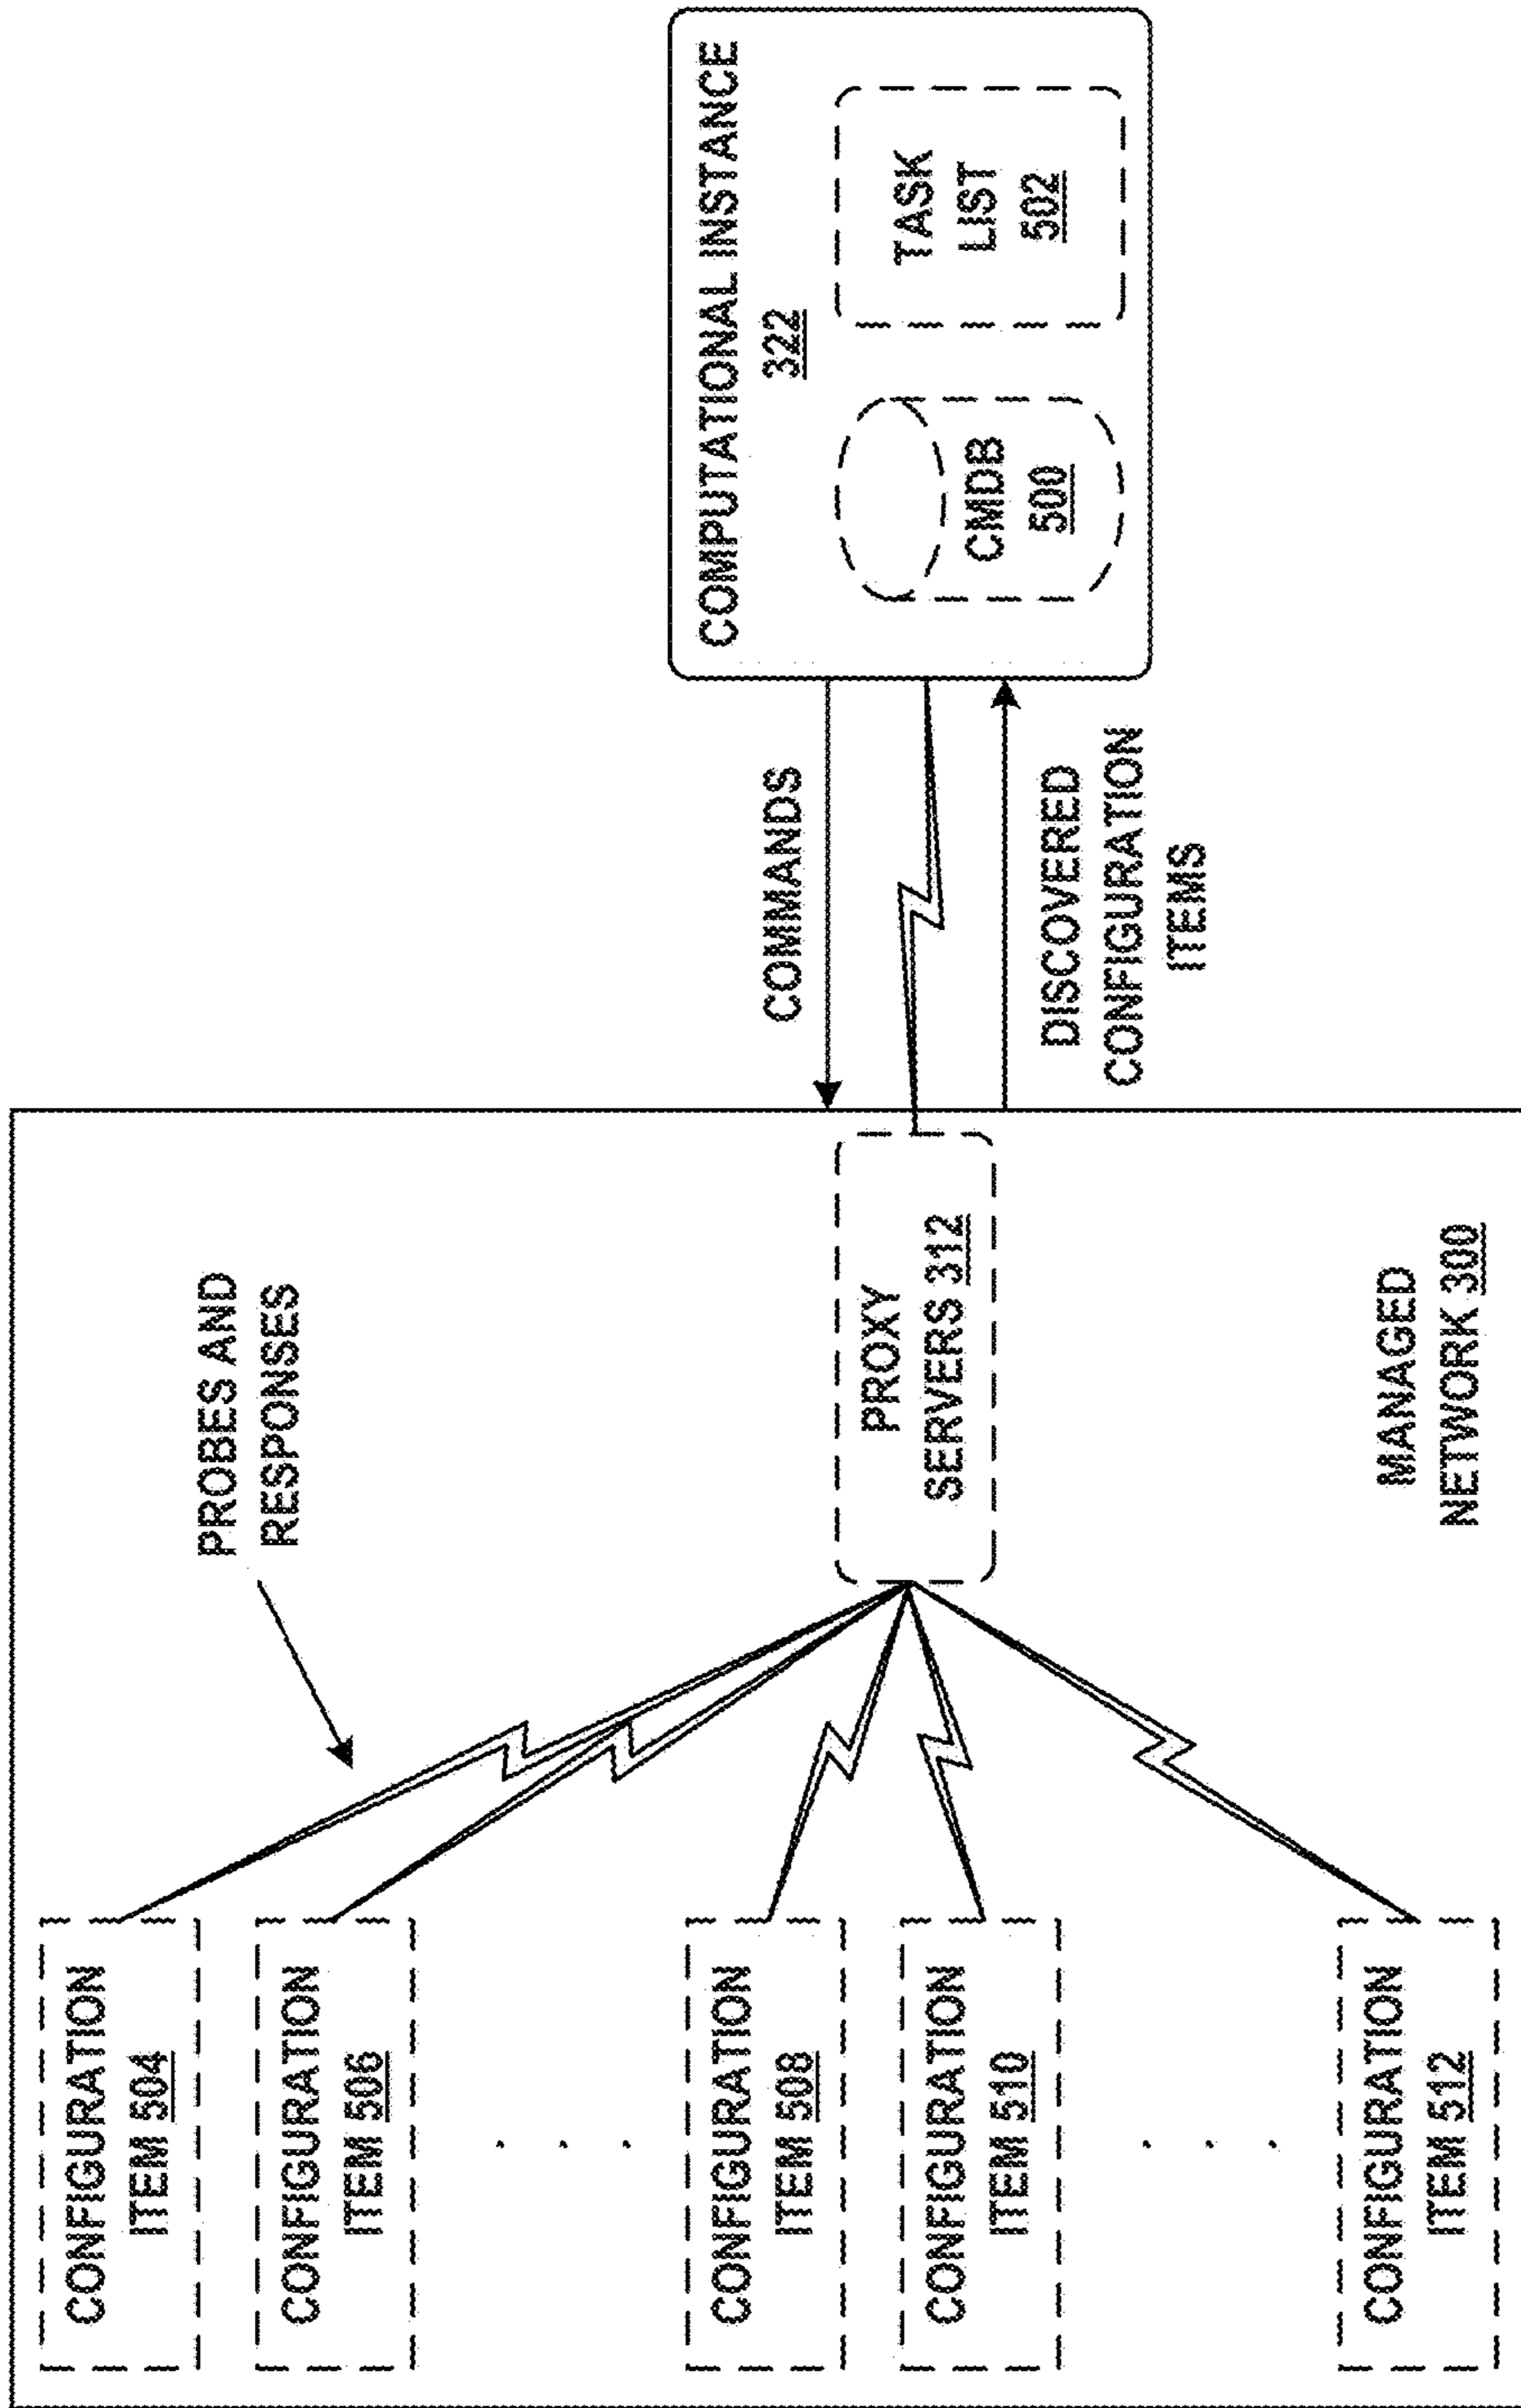 CONFIGURATION
ITEM 504
CONFIGURATION
ITEM 506
. . .
CONFIGURATION
ITEM 508
CONFIGURATION
ITEM 510
. . .
CONFIGURATION
ITEM 512
PROBES AND
RESPONSES
PROXY
SERVERS 312
MANAGED
NETWORK 300
COMMANDS
DISCOVERED
CONFIGURATION
ITEMS
COMPUTATIONAL INSTANCE
322
CMDB
500
TASK
LIST
502